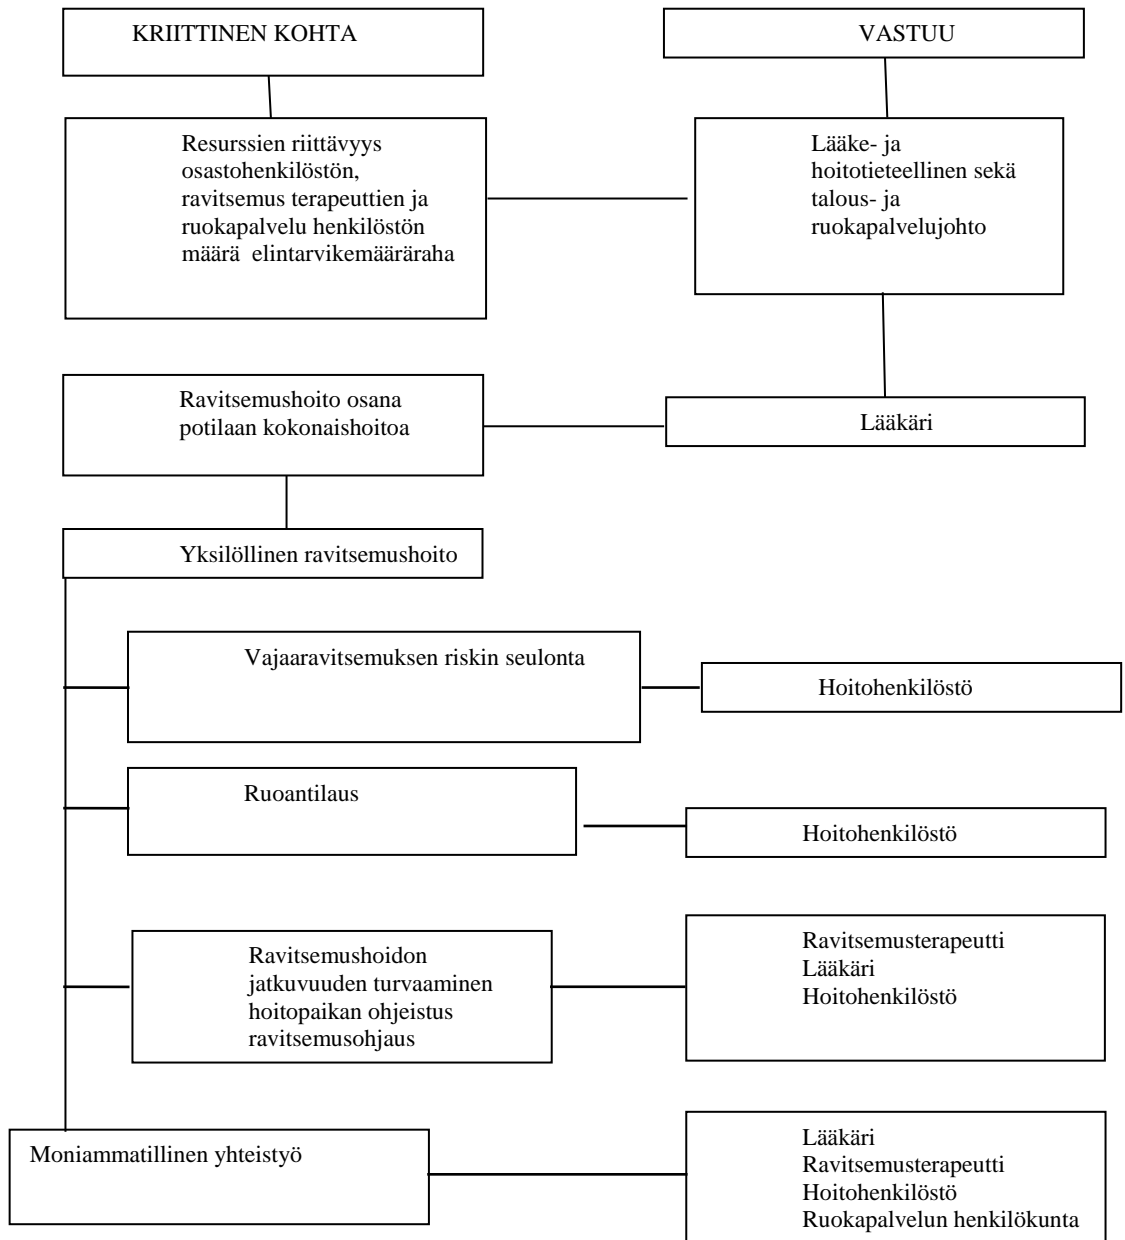 KRIITTINEN KOHTA
VASTUU
Resurssien riittävyys
osastohenkilöstön,
ravitsemus terapeuttien ja
ruokapalvelu henkilöstön
määrä elintarvikemääräraha
Lääke- ja
hoitotieteellinen sekä
talous- ja
ruokapalvelujohto
Ravitsemushoito osana
potilaan kokonaishoitoa
Lääkäri
Yksilöllinen ravitsemushoito
Vajaaravitsemuksen riskin seulonta
Hoitohenkilöstö
Ruoantilaus
Hoitohenkilöstö
Ravitsemushoidon
jatkuvuuden turvaaminen
hoitopaikan ohjeistus
ravitsemusohjaus
Ravitsemusterapeutti
Lääkäri
Hoitohenkilöstö
Moniammatillinen yhteistyö
Lääkäri
Ravitsemusterapeutti
Hoitohenkilöstö
Ruokapalvelun henkilökunta